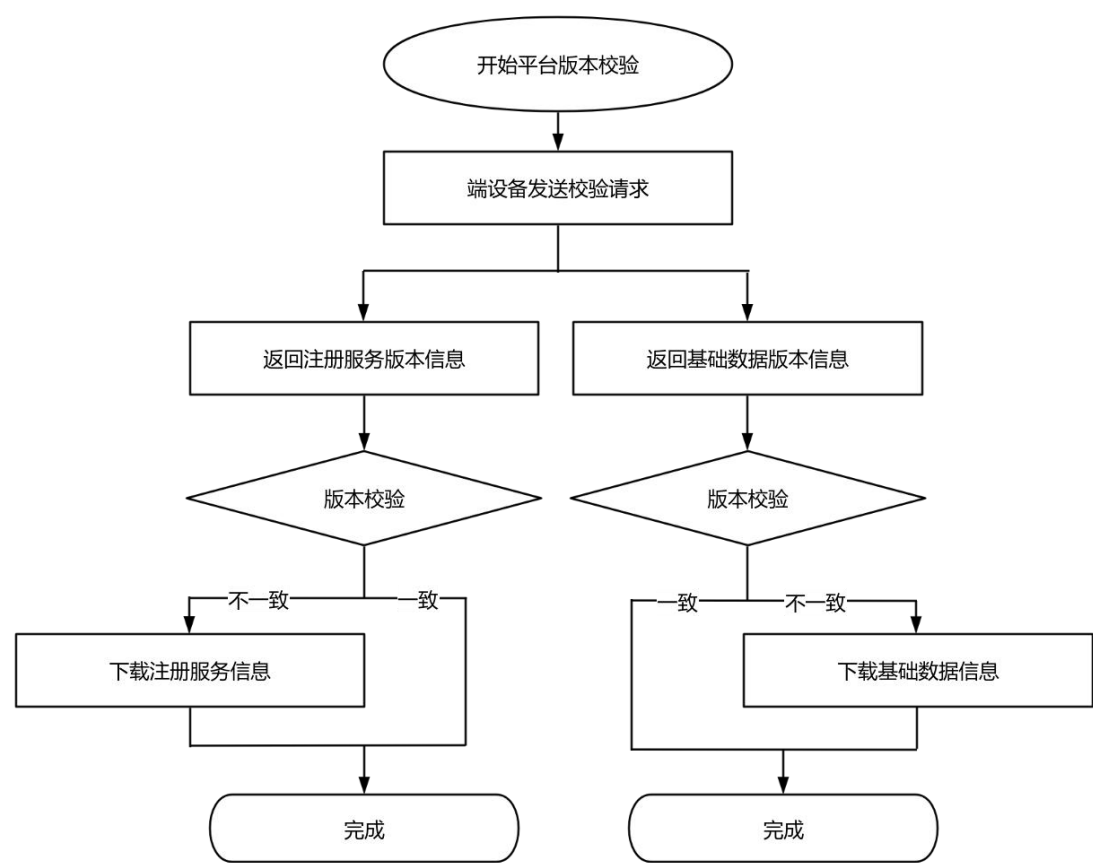 开始平台版本校验
端设备发送校验请求
返回注册服务版本信息
返回基础数据版本信息
版本校验
版本校验
不一致
一致
一致
不一致
下载注册服务信息
下载基础数据信息
完成
完成